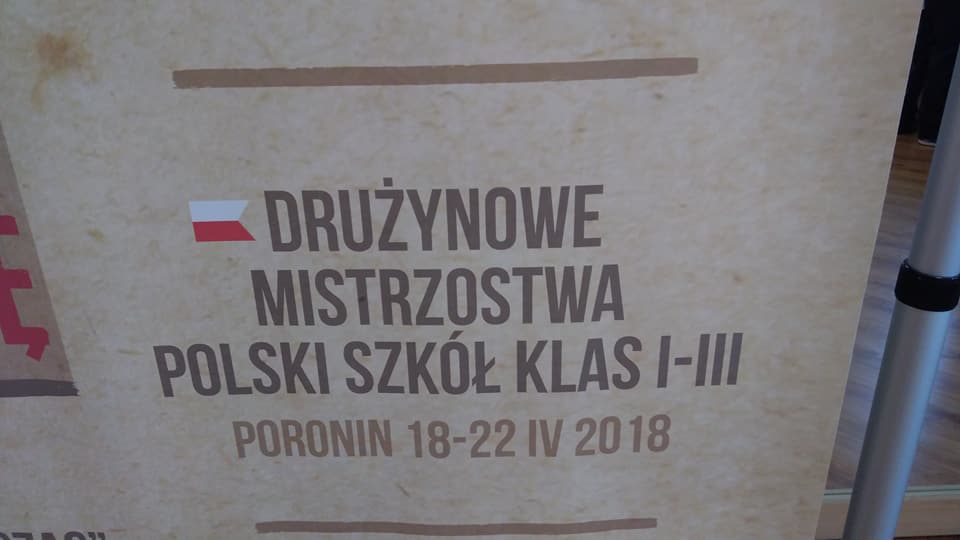 DRUŻYNOWE
MISTRZOSTWA
POLSKI SZKÓŁ KLAS I-III
PORONIN 18-22 IV 2018